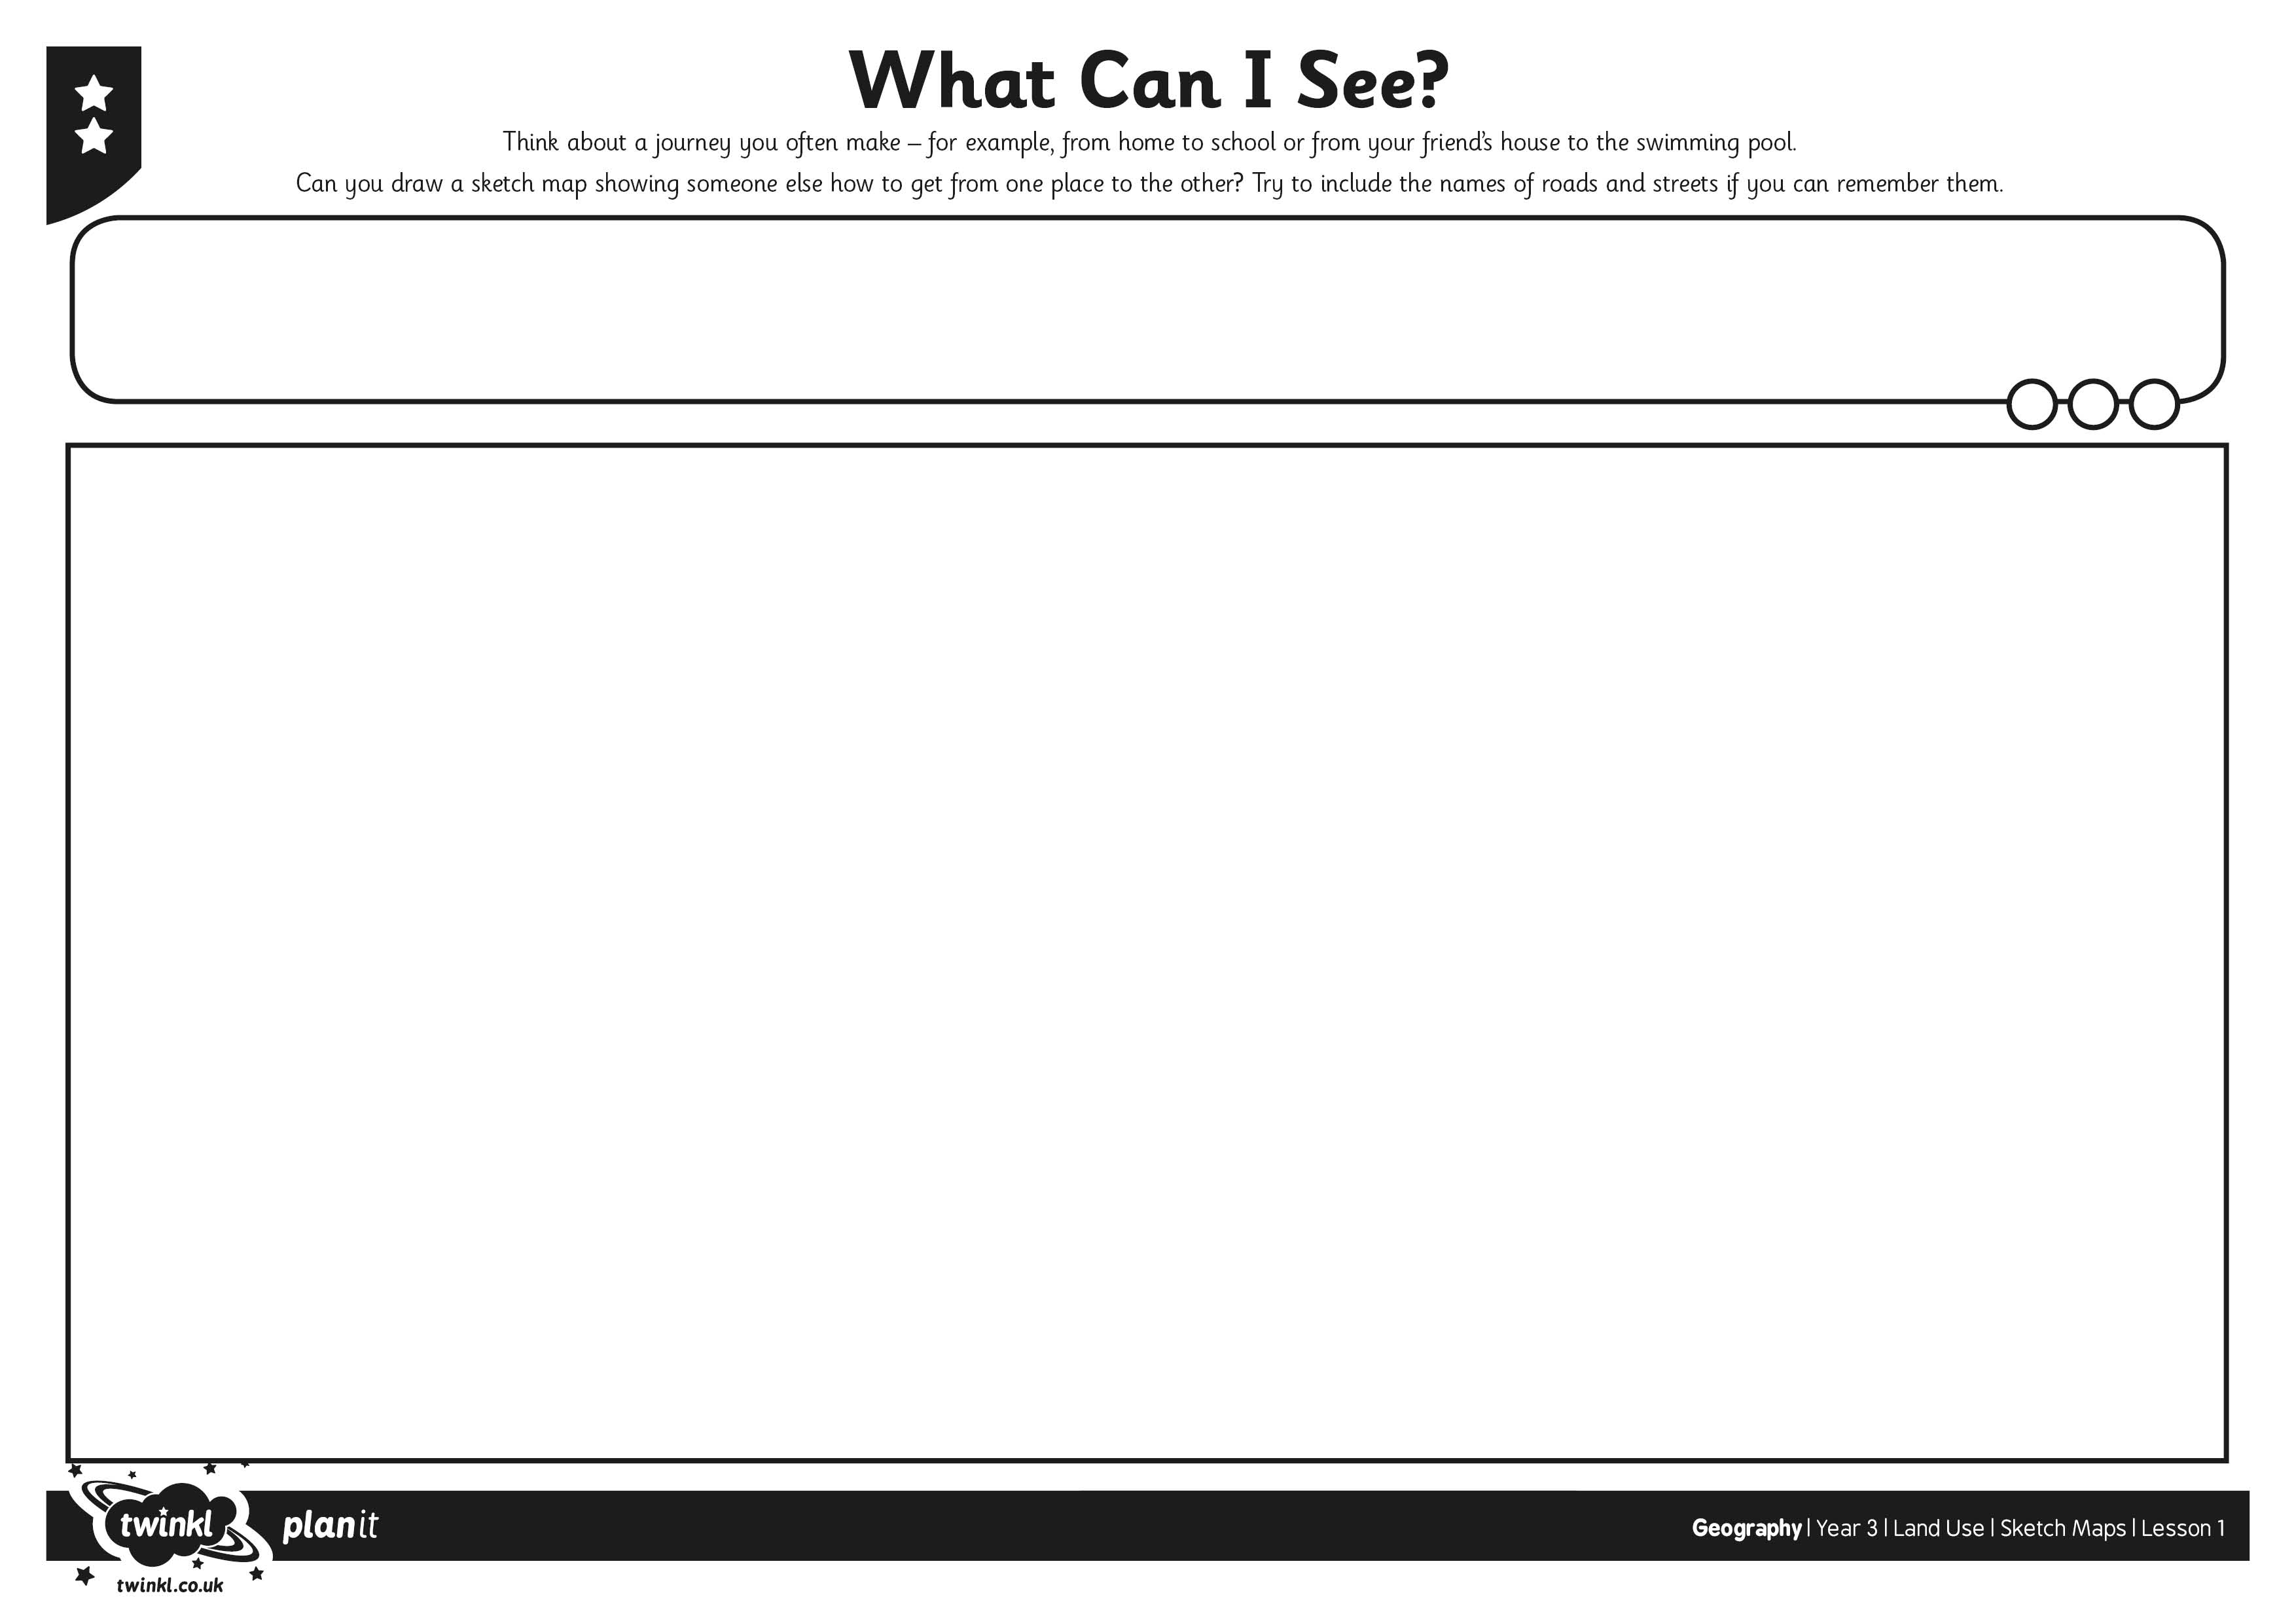 What Can I See?
Think about a journey you often make – for example, from home to school or from your friend's house to the swimming pool.
Can you draw a sketch map showing someone else how to get from one place to the other? Try to include the names of roads and streets if you can remember them.
twinkl
planit
Geography | Year 3 | Land Use | Sketch Maps | Lesson 1
twinkl.co.uk